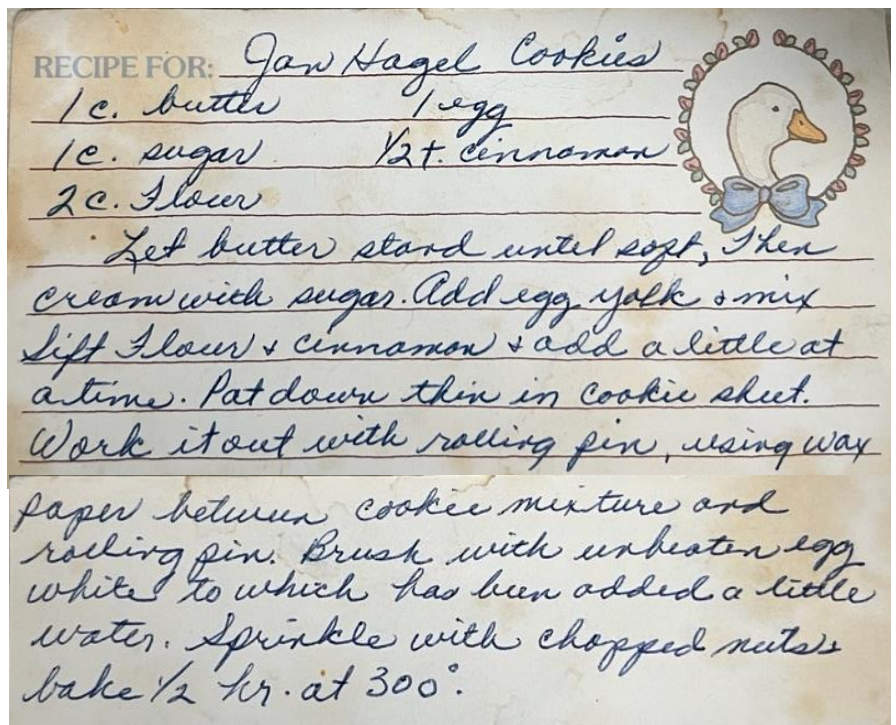 RECIPE FOR: Jan Hagel Cookies
1 c. butter 1 egg
1 c. sugar 1/2 t. cinnamon
2 c. Flour
Let butter stand until soft, Then
cream with sugar. Add egg yolk & mix
Sift Flour & cinnamon & add a little at
a time. Pat down thin in cookie sheet.
Work it out with rolling pin, using wax
paper between cookie mixture and
rolling pin. Brush with unbeaten egg
white to which has been added a little
water. Sprinkle with chopped nuts &
bake 1/2 hr. at 300°.